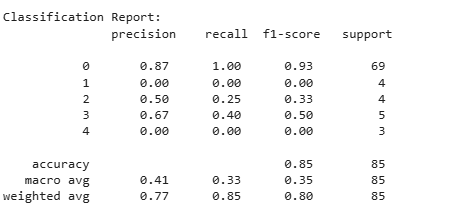 Classification Report:
precision recall f1-score support
0 0.87 1.00 0.93 69
1 0.00 0.00 0.00 4
2 0.50 0.25 0.33 4
3 0.67 0.40 0.50 5
4 0.00 0.00 0.00 3
accuracy 0.85 85
macro avg 0.41 0.33 0.35 85
weighted avg 0.77 0.85 0.80 85